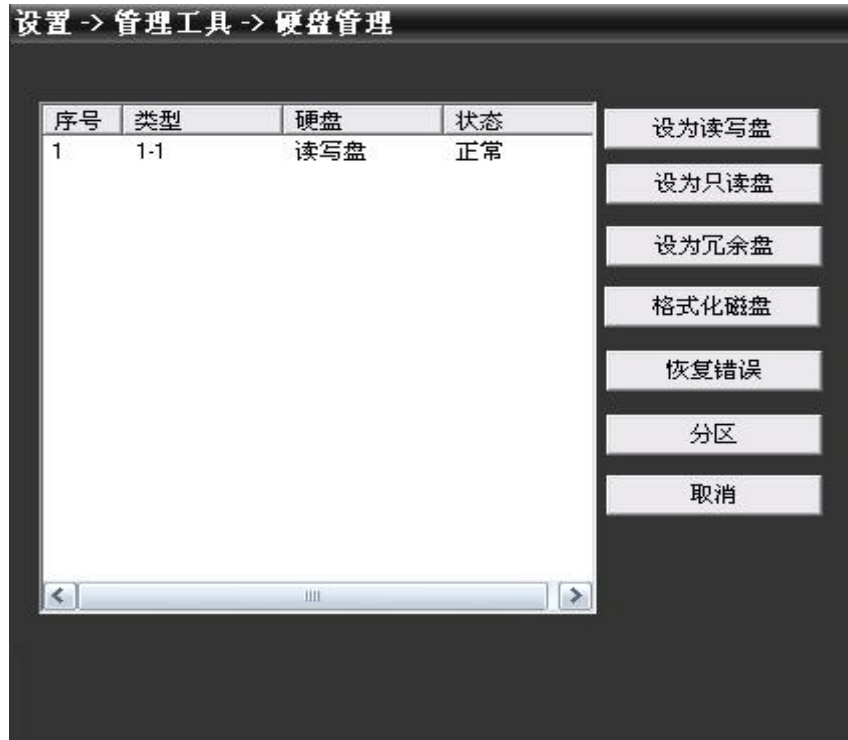 设置 -> 管理工具 -> 硬盘管理
序号 类型 硬盘 状态
1 1-1 读写盘 正常
设为读写盘
设为只读盘
设为冗余盘
格式化磁盘
恢复错误
分区
取消